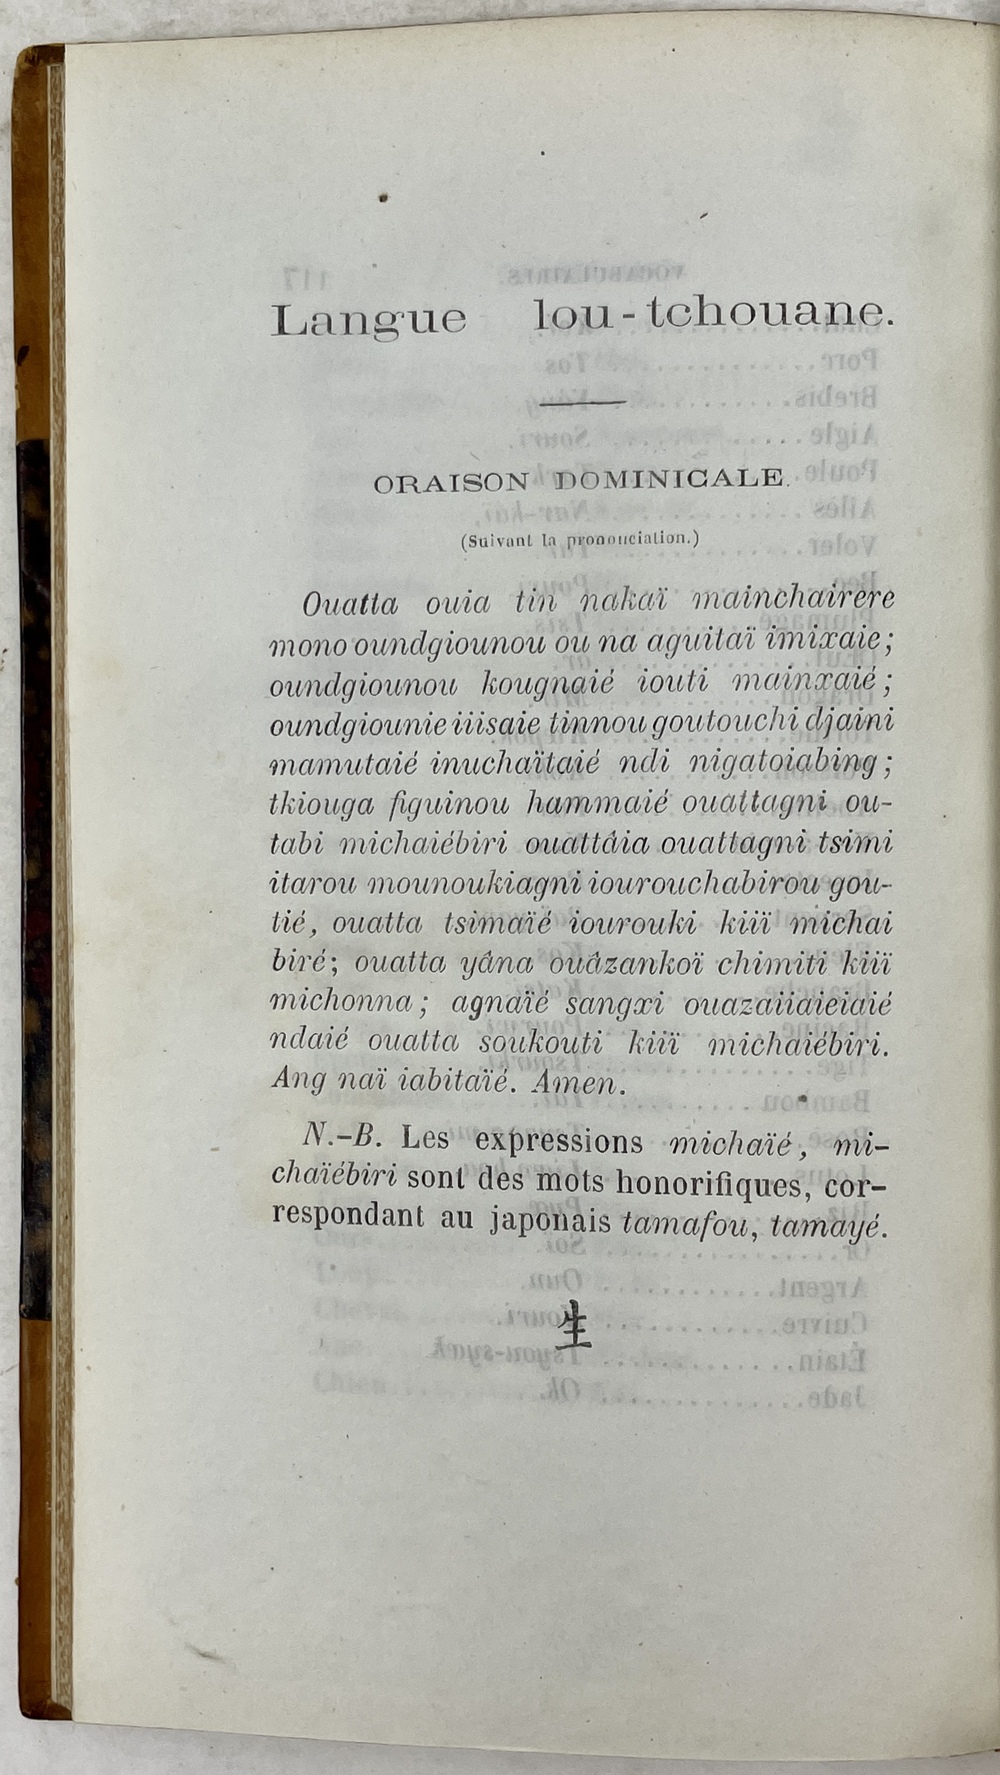 Langue lou-tchouane.
ORAISON DOMINICALE.
(Suivant la prononciation.)
Ouatta ouia tin nakaï mainchairere
mono oundgiounou ou na aguitaï imixaie;
oundgiounou kougnaié iouti mainxaié;
oundgiounie iiisaie tinnou goutouchi djaini
mamutaié inuchaïtaié ndi nigatoiabing;
tkiouga figuinou hammaié ouattagni ou-
tabi michaiébiri ouattâia ouattagni tsimi
itarou mounoukiagni iourouchabirou gou-
tié, ouatta tsimaïé iourouki kiiï michai
biré; ouatta yâna ouâzankoï chimiti kiiï
michonna; agnaïé sangxi ouazaiiaieiaié
ndaié ouatta soukouti kiiï michaiébiri.
Ang naï iabitaïé. Amen.
N.-B. Les expressions michaïé, mi-
chaïébiri sont des mots honorifiques, cor-
respondant au japonais tamafou, tamayé.